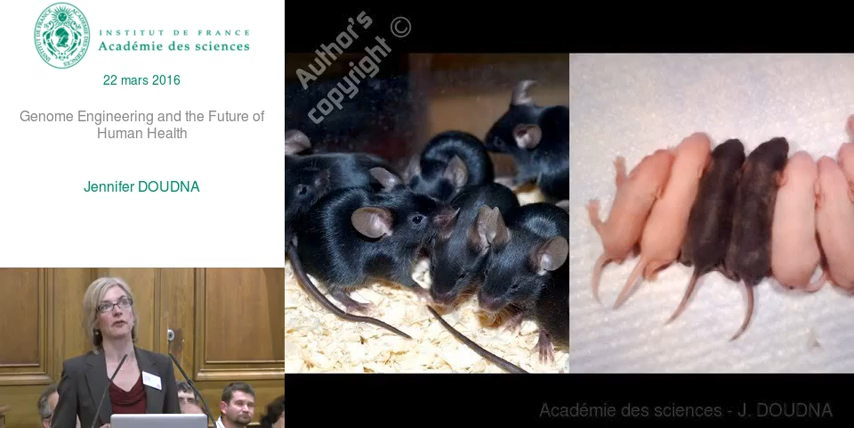 INSTITUT DE FRANCE
Académie des sciences
22 mars 2016
Genome Engineering and the Future of
Human Health
Jennifer DOUDNA
Author's
copyright ©
Académie des sciences - J. DOUDNA